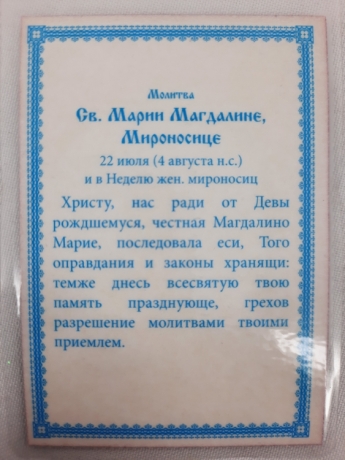 Молитва
Св. Марии Магдалине,
Мироносице
22 июля (4 августа н.с.)
и в Неделю жен. мироносиц
Христу, нас ради от Девы
рождшемуся, честная Магдалино
Марие, последовала еси, Того
оправдания и законы хранящи:
темже днесь всесвятую твою
память празднующе, грехов
разрешение молитвами твоими
приемлем.